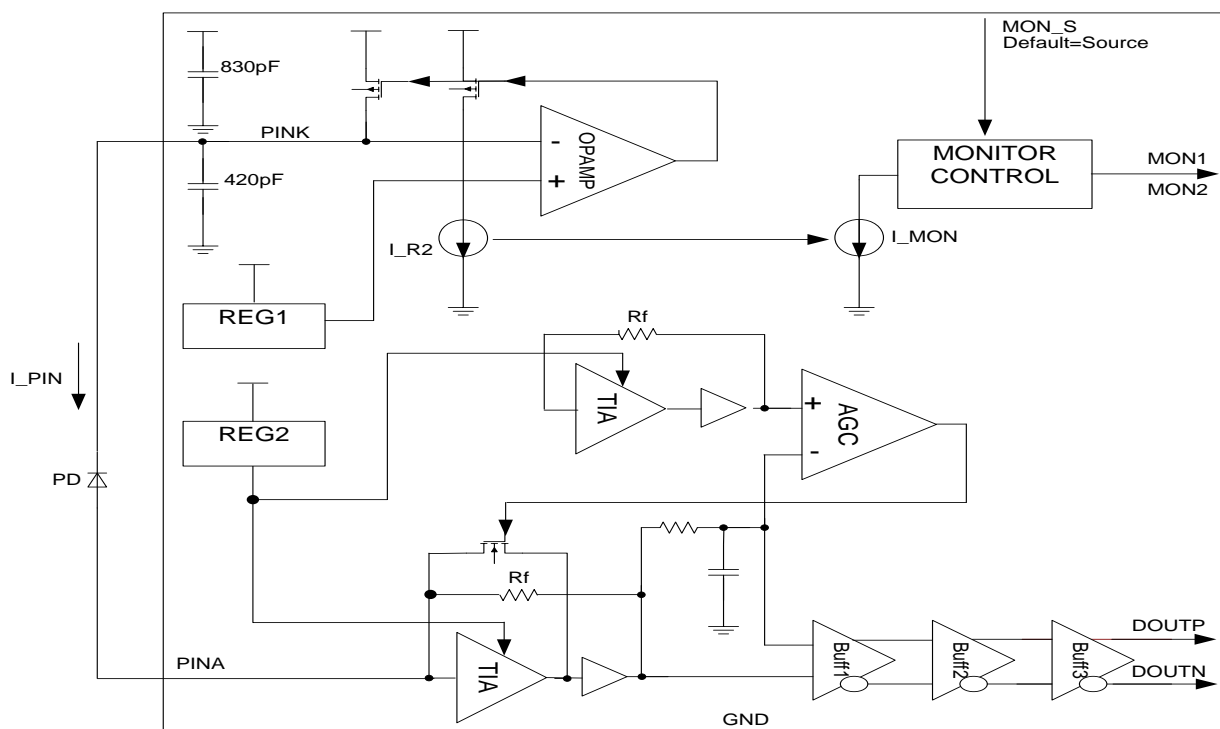 MON_S
Default=Source
830pF
PINK
420pF
-
+
OPAMP
MONITOR
CONTROL
MON1
MON2
I_R2
I_MON
REG1
Rf
I_PIN
TIA
+
-
AGC
REG2
PD
Rf
PINA
TIA
Buff1
Buff2
Buff3
DOUTP
DOUTN
GND